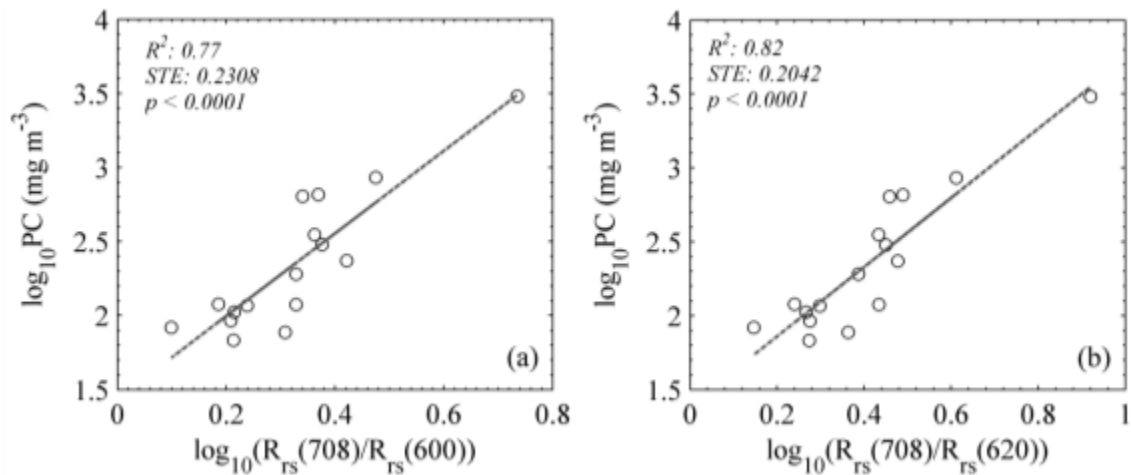 4
3.5
3
2.5
2
1.5
log₁₀PC (mg m⁻³)
R²: 0.77
STE: 0.2308
p < 0.0001
(a)
0 0.2 0.4 0.6 0.8
log₁₀(Rrs(708)/Rrs(600))
4
3.5
3
2.5
2
1.5
log₁₀PC (mg m⁻³)
R²: 0.82
STE: 0.2042
p < 0.0001
(b)
0 0.2 0.4 0.6 0.8 1
log₁₀(Rrs(708)/Rrs(620))